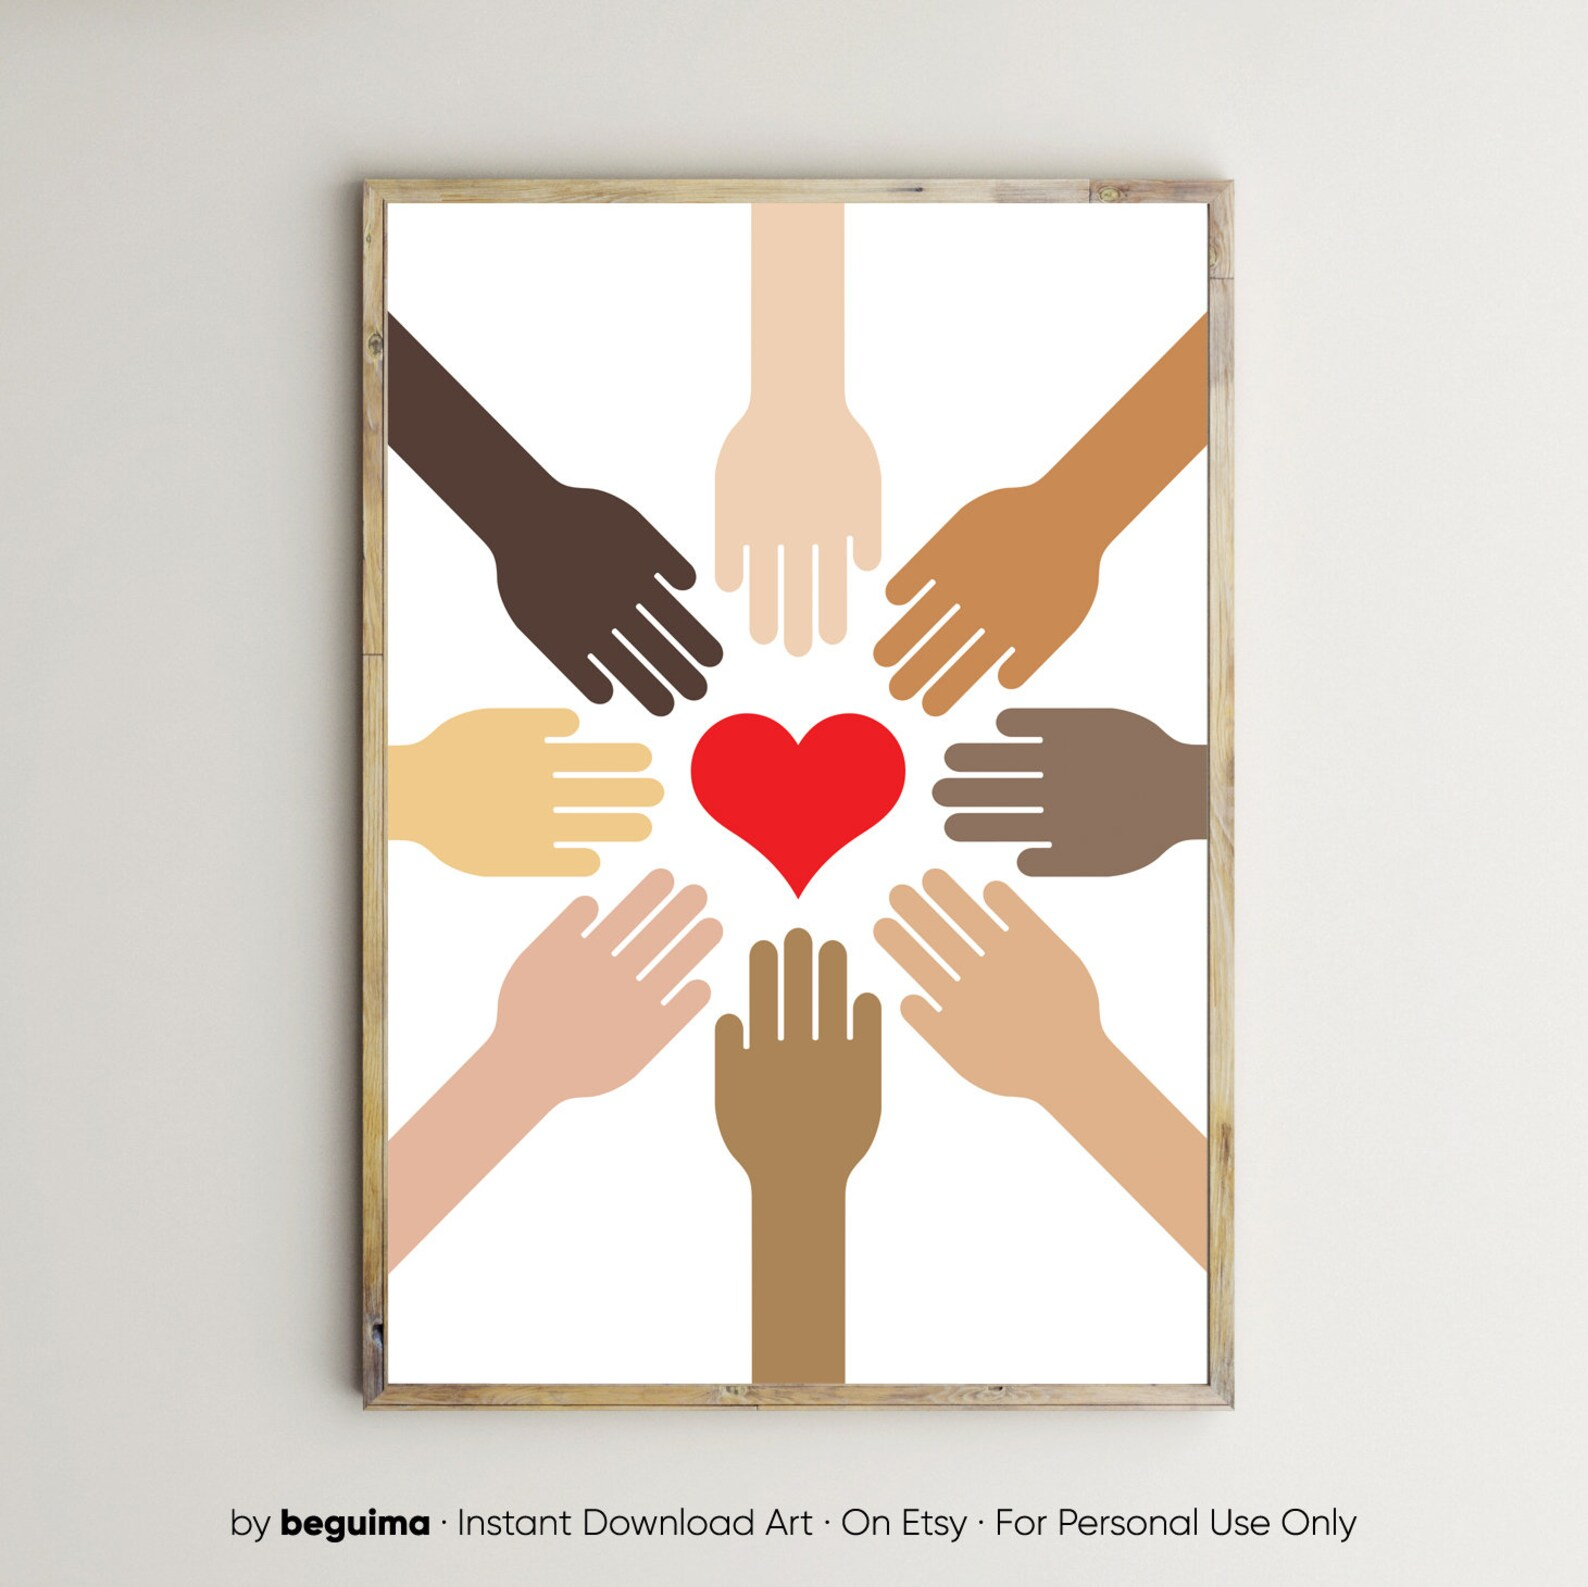 by beguima · Instant Download Art · On Etsy · For Personal Use Only